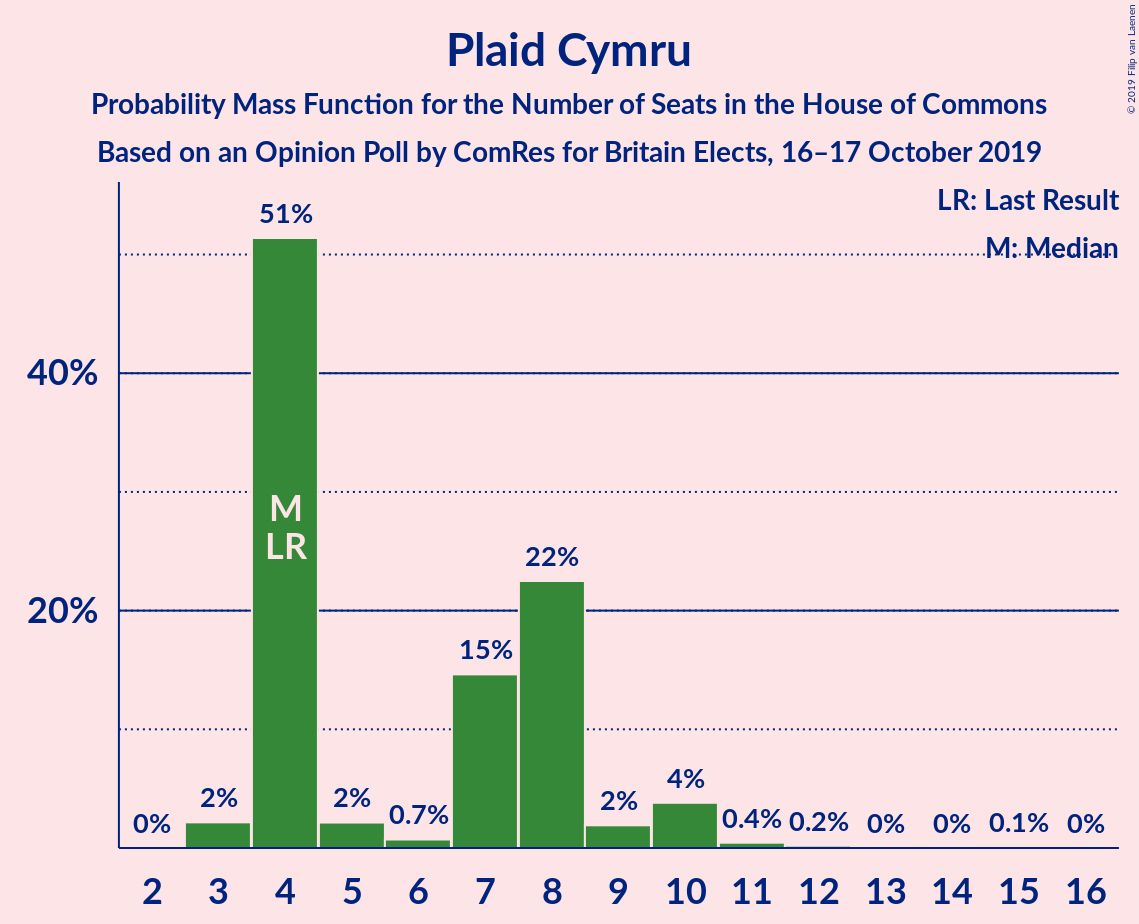 Plaid Cymru
Probability Mass Function for the Number of Seats in the House of Commons
Based on an Opinion Poll by ComRes for Britain Elects, 16–17 October 2019
© 2019 Filip van Laenen
LR: Last Result
M: Median
51%
40%
M
LR
22%
20%
15%
0% 2% 2% 0.7% 2% 4% 0.4% 0.2% 0% 0% 0.1% 0%
2 3 4 5 6 7 8 9 10 11 12 13 14 15 16